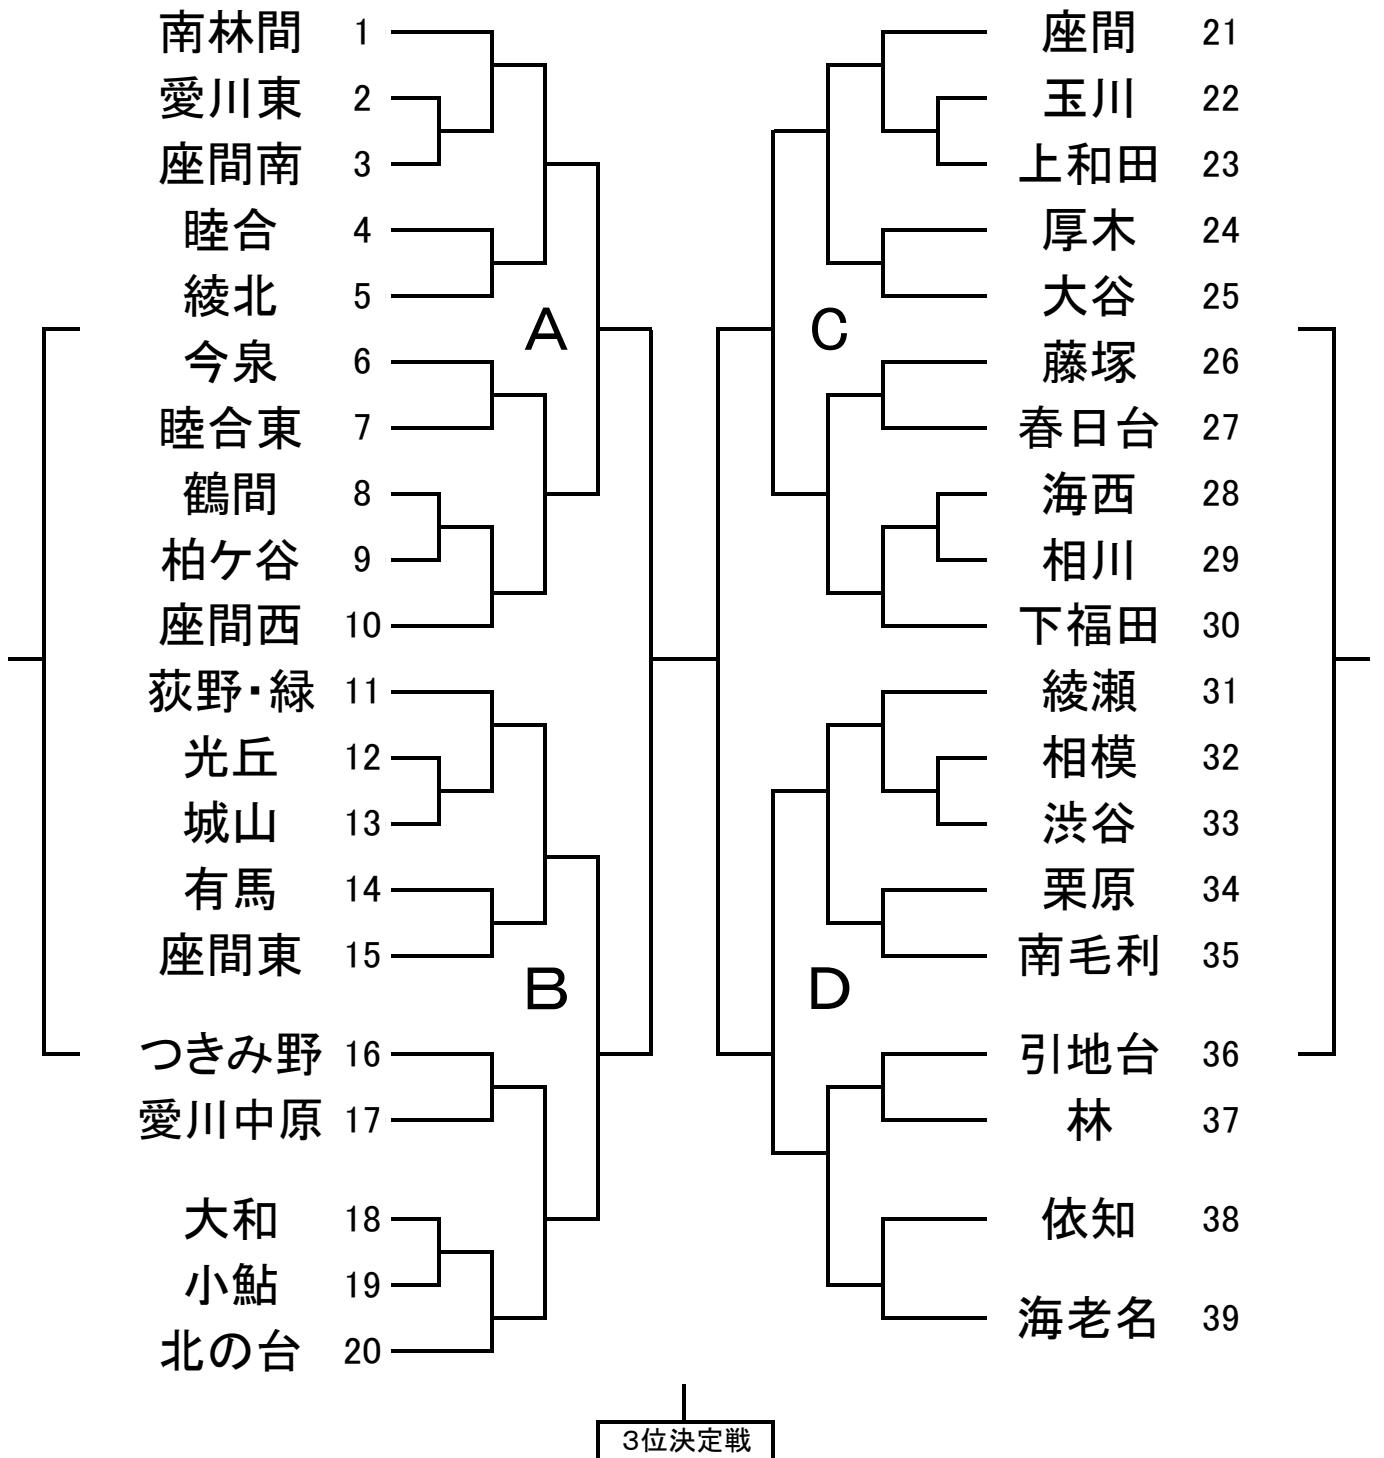 南林間 1
愛川東 2
座間南 3
睦合 4
綾北 5
今泉 6
睦合東 7
鶴間 8
柏ケ谷 9
座間西 10
荻野・緑 11
光丘 12
城山 13
有馬 14
座間東 15
つきみ野 16
愛川中原 17
大和 18
小鮎 19
北の台 20
A
B
C
D
座間 21
玉川 22
上和田 23
厚木 24
大谷 25
藤塚 26
春日台 27
海西 28
相川 29
下福田 30
綾瀬 31
相模 32
渋谷 33
栗原 34
南毛利 35
引地台 36
林 37
依知 38
海老名 39
3位決定戦